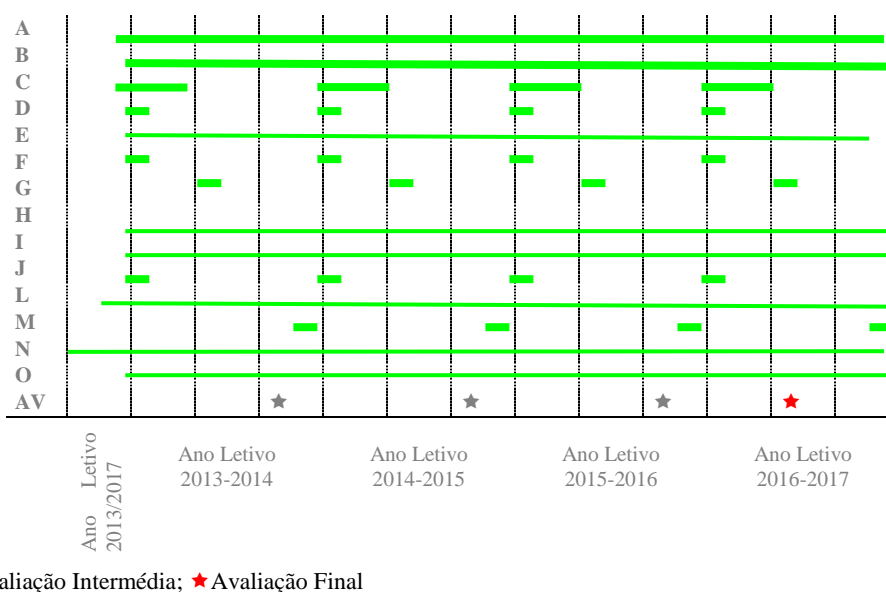 A
B
C
D
E
F
G
H
I
J
L
M
N
O
AV
Ano Letivo
2013/2017
Ano Letivo
2013-2014
Ano Letivo
2014-2015
Ano Letivo
2015-2016
Ano Letivo
2016-2017
aliação Intermédia; ★Avaliação Final